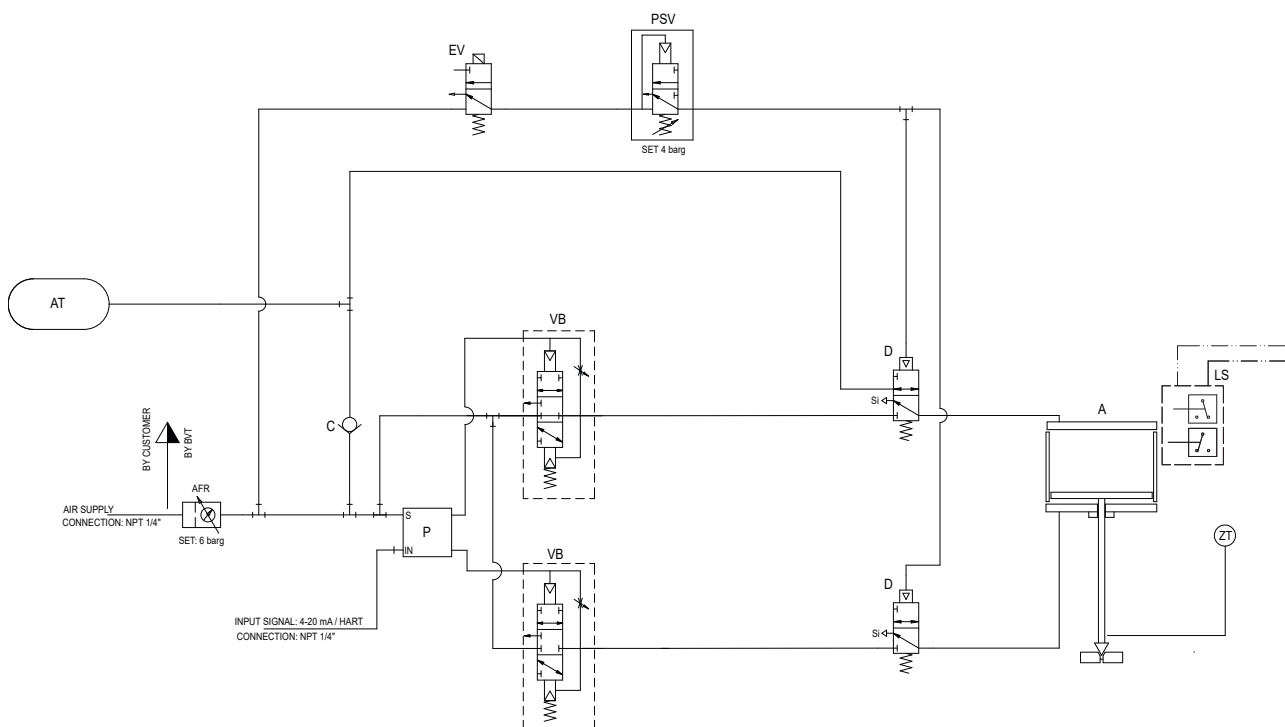 PSV
EV
SET 4 barg
AT
VB
D
LS
Si
A
C
BY CUSTOMER
BY BVT
AFR
AIR SUPPLY
CONNECTION: NPT 1/4"
SET: 6 barg
S
P
IN
ZT
VB
D
INPUT SIGNAL: 4-20 mA / HART
CONNECTION: NPT 1/4"
Si